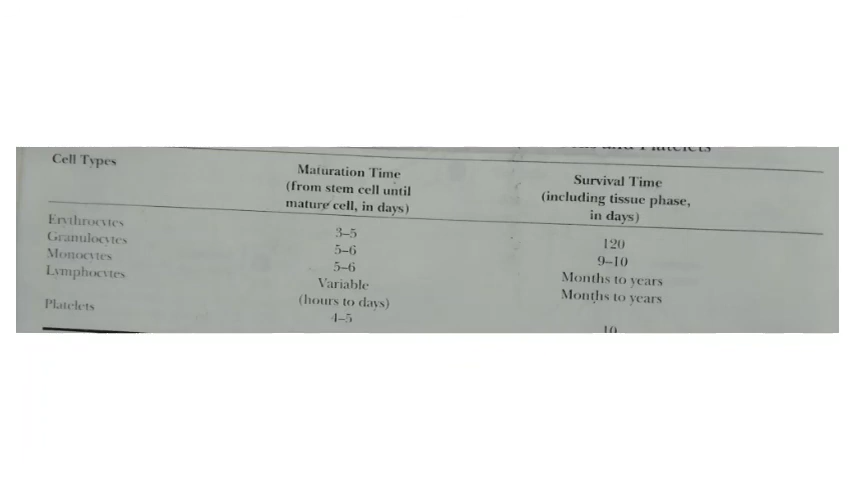 and Platelets
Cell Types Maturation Time (from stem cell until mature cell, in days) Survival Time (including tissue phase, in days)
Erythrocytes 3–5 120
Granulocytes 5–6 9–10
Monocytes 5–6 Months to years
Lymphocytes Variable (hours to days) Months to years
Platelets 4–5 10